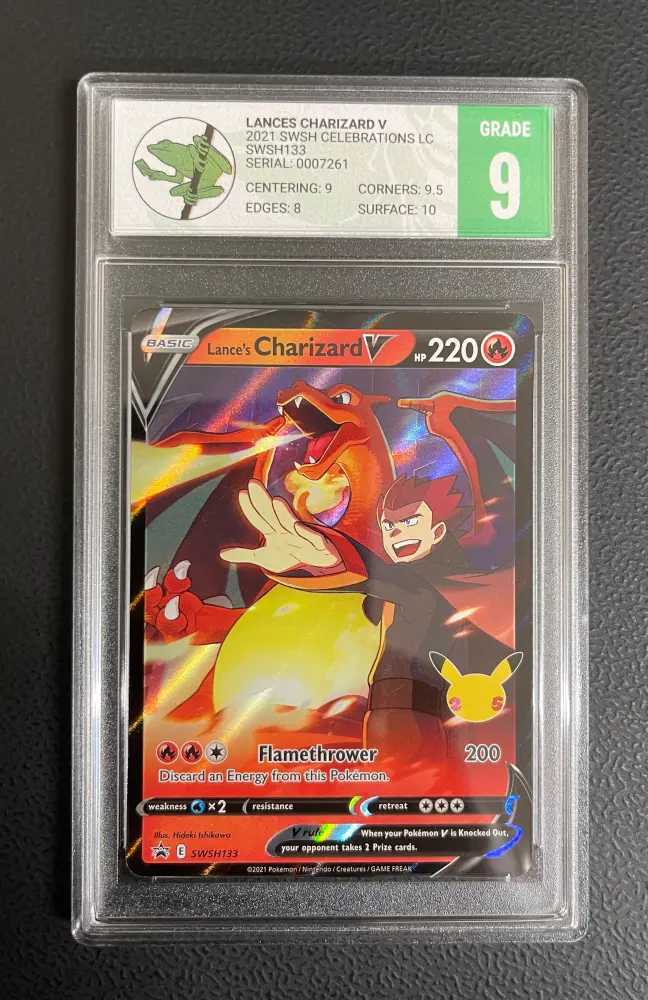 LANCES CHARIZARD V
2021 SWSH CELEBRATIONS LC
SWSH133
SERIAL: 0007261
CENTERING: 9 CORNERS: 9.5
EDGES: 8 SURFACE: 10
GRADE
9
BASIC
Lance's Charizard V
HP 220
25
Flamethrower 200
Discard an Energy from this Pokémon.
weakness ×2 resistance retreat
Illus. Hideki Ishikawa
V rule When your Pokémon V is Knocked Out,
your opponent takes 2 Prize cards.
E SWSH133
©2021 Pokémon / Nintendo / Creatures / GAME FREAK